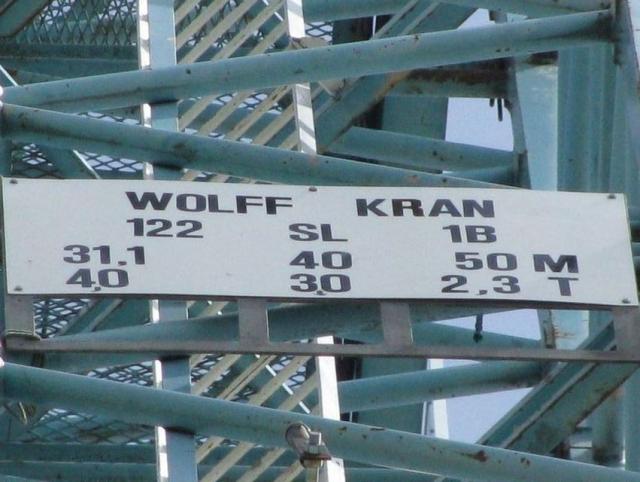 WOLFF KRAN
122 SL 1B
31,1 40 50 M
4,0 3,0 2,3 T